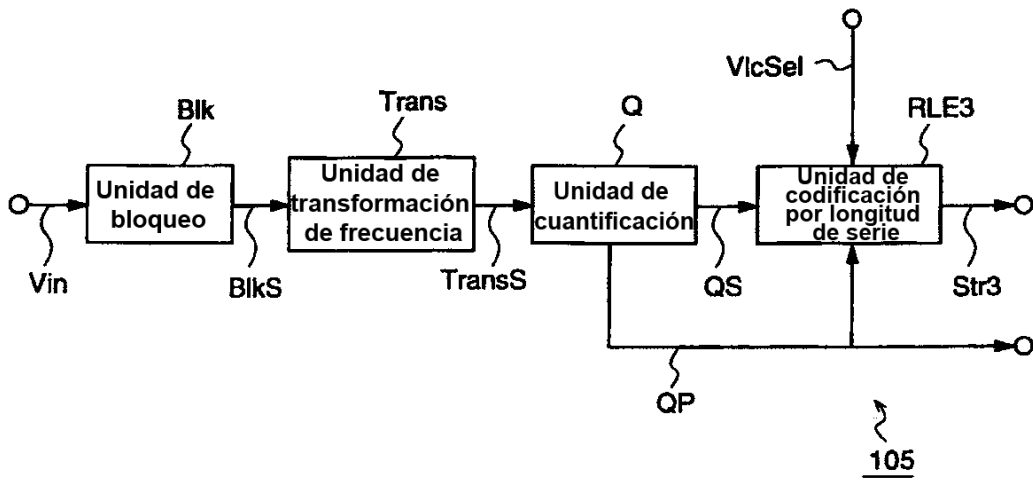 VlcSel
Blk
Trans
Q
RLE3
Unidad de
bloqueo
Unidad de
transformación
de frecuencia
Unidad de
cuantificación
Unidad de
codificación
por longitud
de serie
Vin
BlkS
TransS
QS
Str3
QP
105